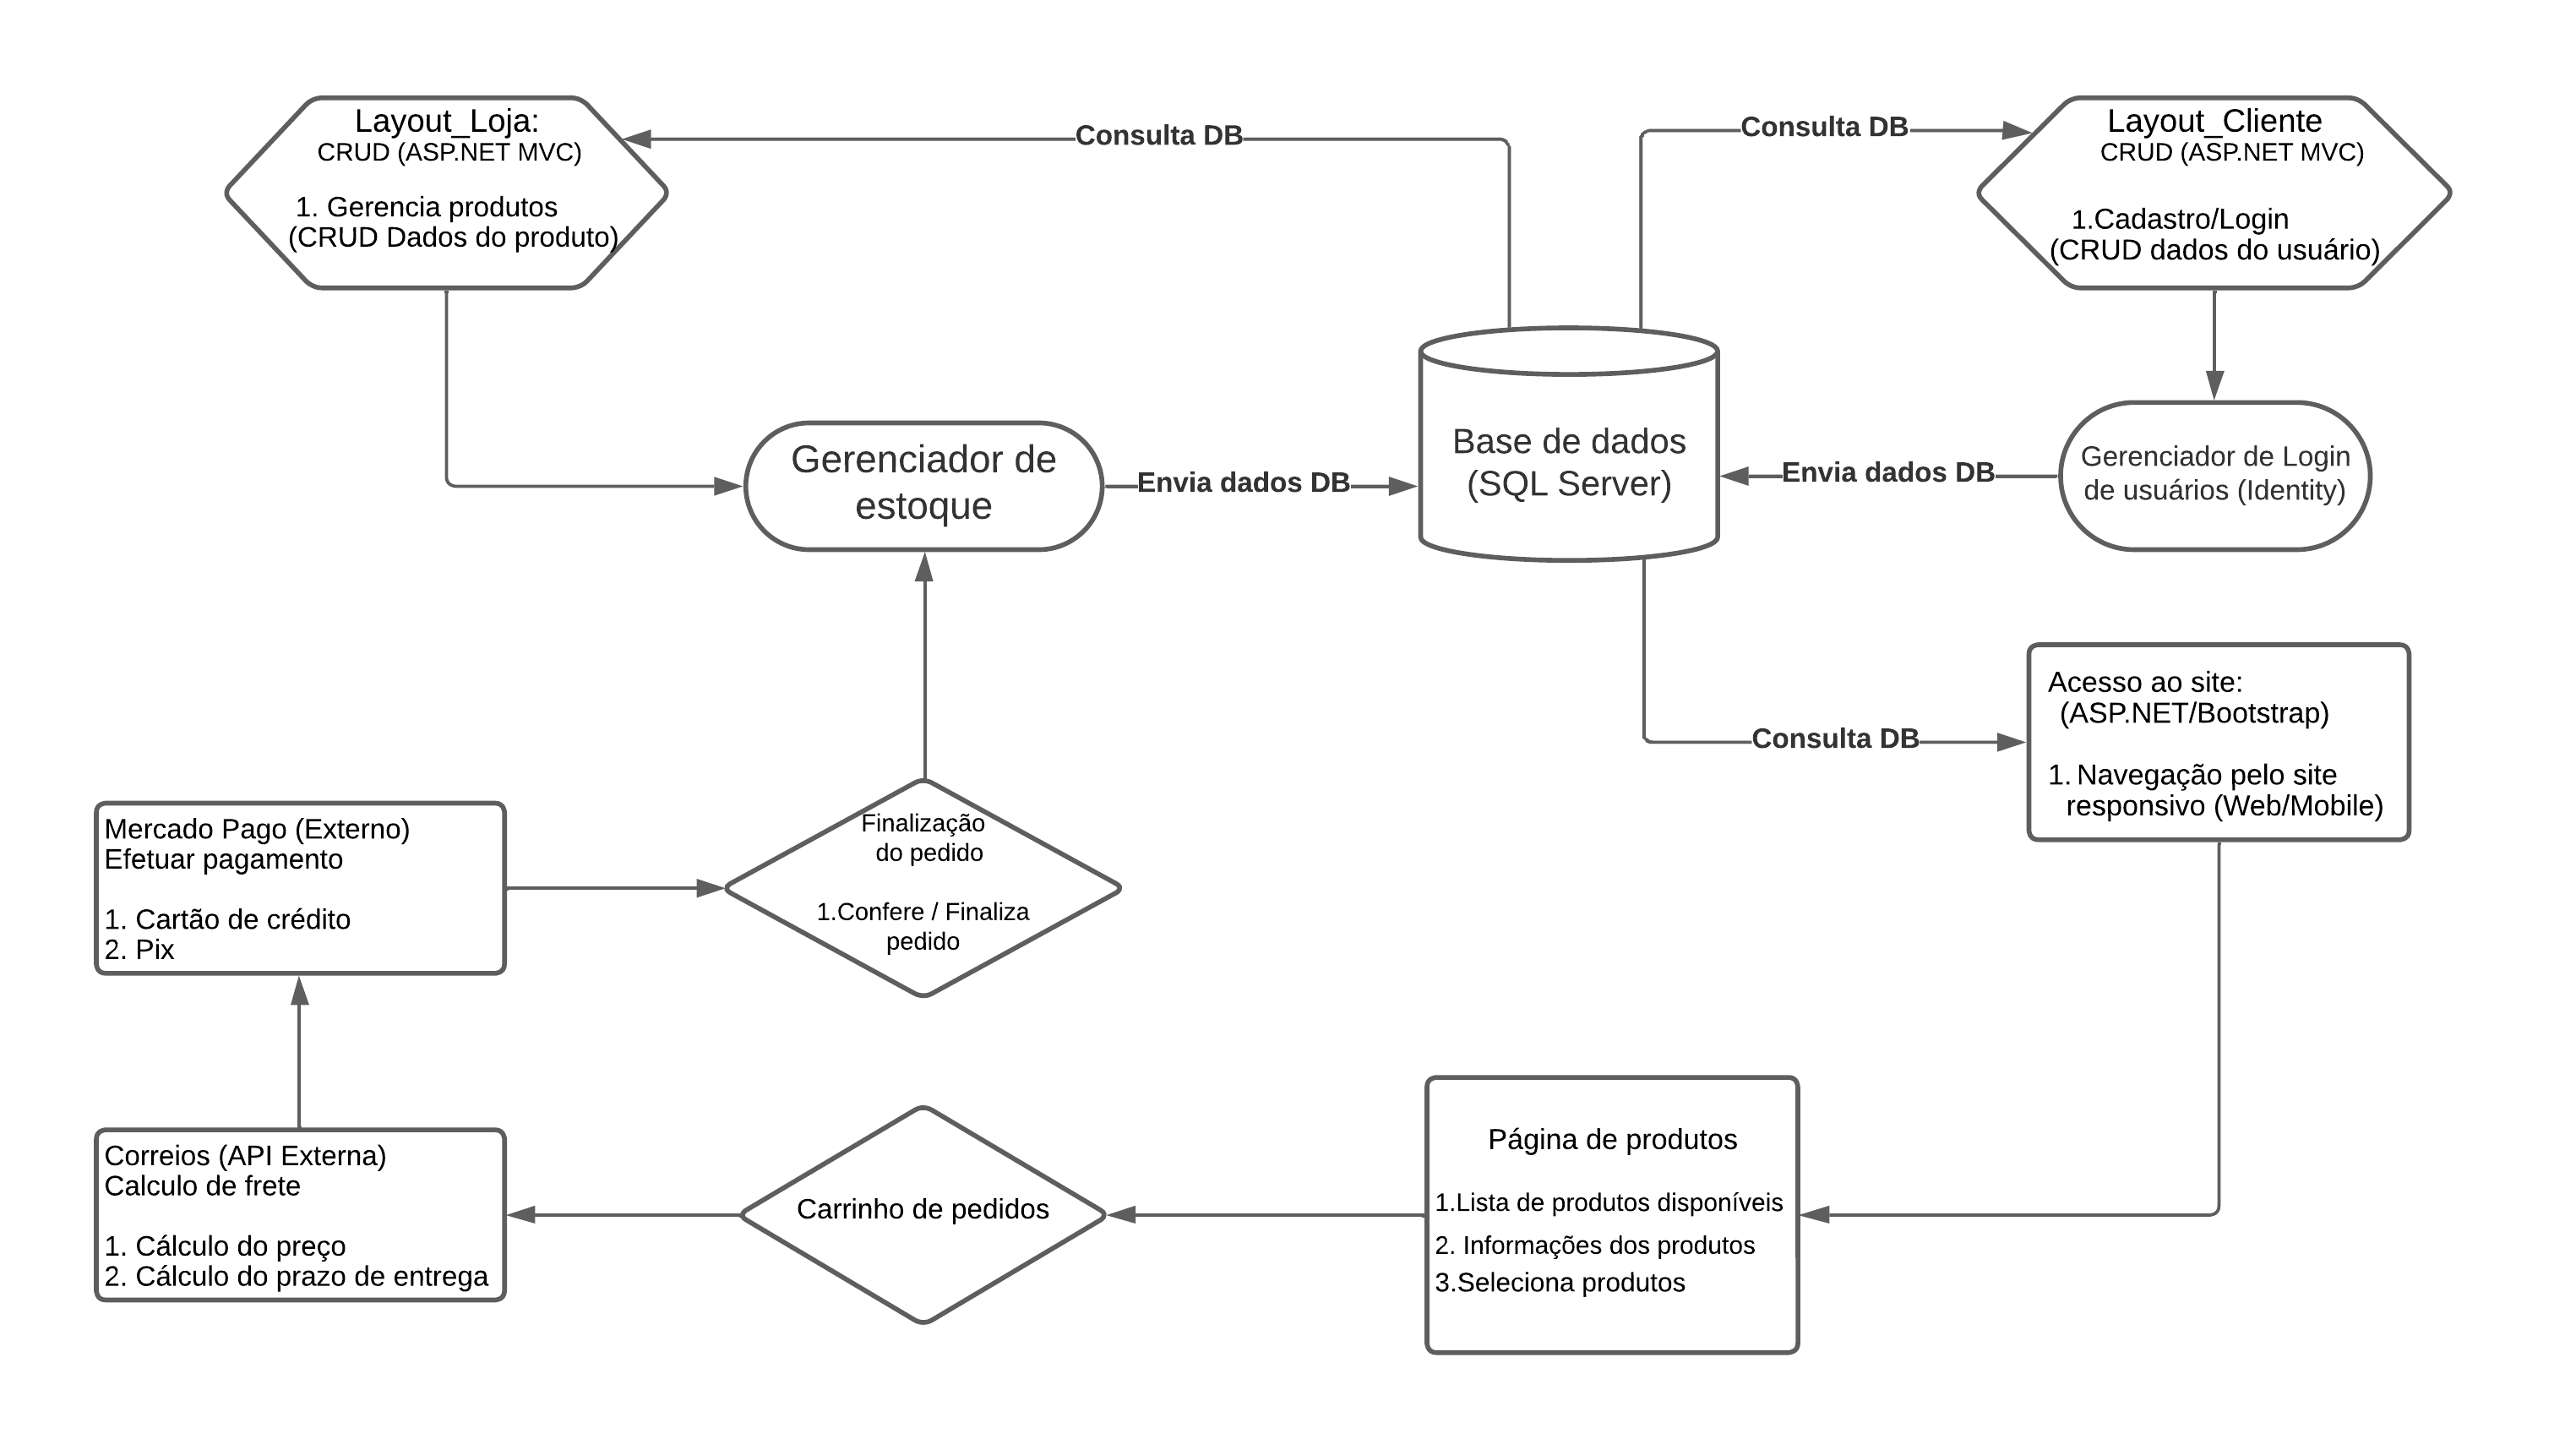 Layout_Loja:
CRUD (ASP.NET MVC)
1. Gerencia produtos
(CRUD Dados do produto)
Consulta DB
Consulta DB
Layout_Cliente
CRUD (ASP.NET MVC)
1.Cadastro/Login
(CRUD dados do usuário)
Gerenciador de
estoque
Envia dados DB
Base de dados
(SQL Server)
Envia dados DB
Gerenciador de Login
de usuários (Identity)
Consulta DB
Acesso ao site:
(ASP.NET/Bootstrap)
1. Navegação pelo site
responsivo (Web/Mobile)
Mercado Pago (Externo)
Efetuar pagamento
1. Cartão de crédito
2. Pix
Finalização
do pedido
1.Confere / Finaliza
pedido
Correios (API Externa)
Calculo de frete
1. Cálculo do preço
2. Cálculo do prazo de entrega
Carrinho de pedidos
Página de produtos
1.Lista de produtos disponíveis
2. Informações dos produtos
3.Seleciona produtos